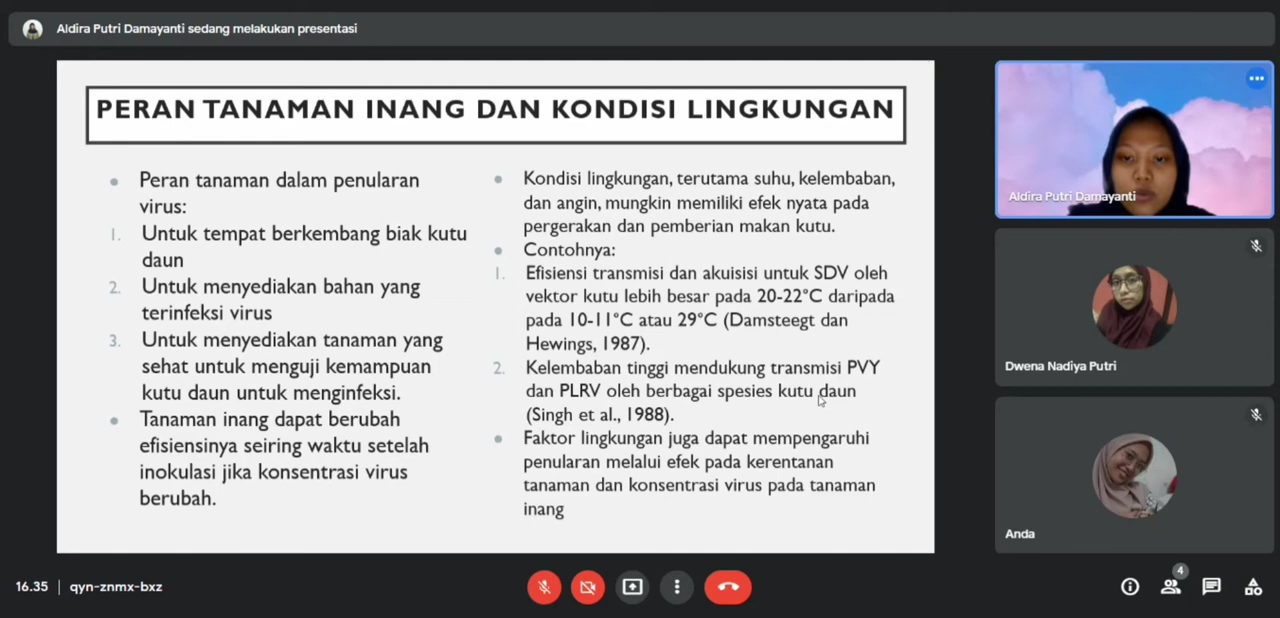 Aldira Putri Damayanti sedang melakukan presentasi
PERAN TANAMAN INANG DAN KONDISI LINGKUNGAN
• Peran tanaman dalam penularan
virus:
1. Untuk tempat berkembang biak kutu
daun
2. Untuk menyediakan bahan yang
terinfeksi virus
3. Untuk menyediakan tanaman yang
sehat untuk menguji kemampuan
kutu daun untuk menginfeksi.
• Tanaman inang dapat berubah
efisiensinya seiring waktu setelah
inokulasi jika konsentrasi virus
berubah.
• Kondisi lingkungan, terutama suhu, kelembaban,
dan angin, mungkin memiliki efek nyata pada
pergerakan dan pemberian makan kutu.
• Contohnya:
1. Efisiensi transmisi dan akuisisi untuk SDV oleh
vektor kutu lebih besar pada 20-22°C daripada
pada 10-11°C atau 29°C (Damsteegt dan
Hewings, 1987).
2. Kelembaban tinggi mendukung transmisi PVY
dan PLRV oleh berbagai spesies kutu daun
(Singh et al., 1988).
• Faktor lingkungan juga dapat mempengaruhi
penularan melalui efek pada kerentanan
tanaman dan konsentrasi virus pada tanaman
inang
Aldira Putri Damayanti
Dwena Nadiya Putri
Anda
16.35 | qyn-znmx-bxz
4